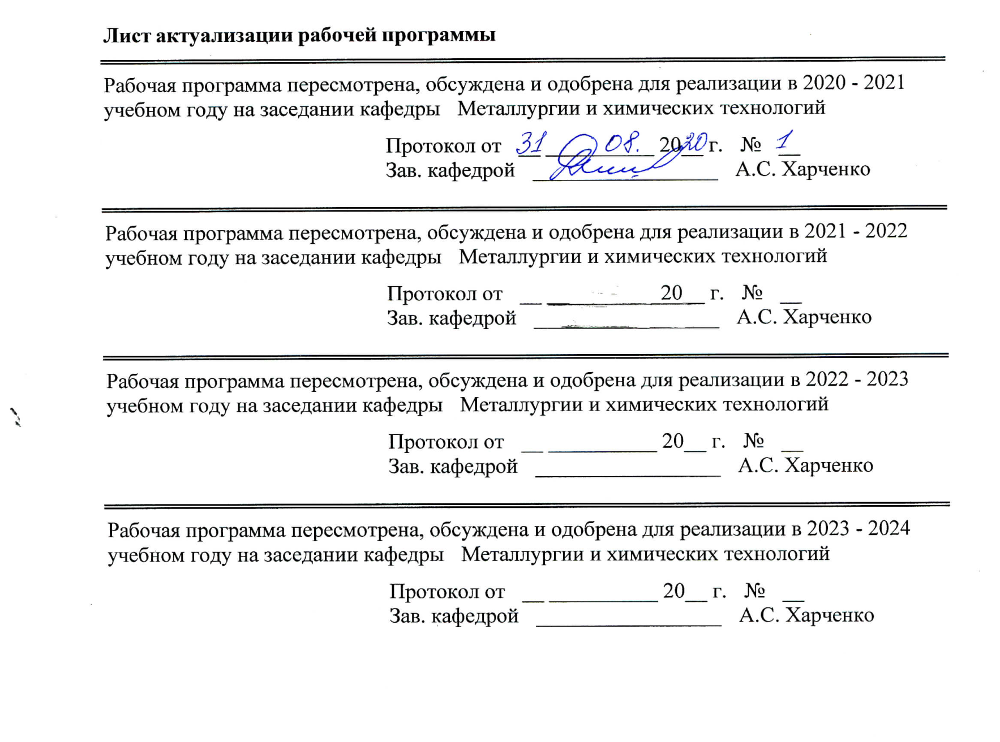 Лист актуализации рабочей программы
Рабочая программа пересмотрена, обсуждена и одобрена для реализации в 2020 - 2021
учебном году на заседании кафедры Металлургии и химических технологий
Протокол от 31 08. 2020 г. № 1
Зав. кафедрой А.С. Харченко
Рабочая программа пересмотрена, обсуждена и одобрена для реализации в 2021 - 2022
учебном году на заседании кафедры Металлургии и химических технологий
Протокол от __ __________ 20__ г. № __
Зав. кафедрой _________________ А.С. Харченко
Рабочая программа пересмотрена, обсуждена и одобрена для реализации в 2022 - 2023
учебном году на заседании кафедры Металлургии и химических технологий
Протокол от __ __________ 20__ г. № __
Зав. кафедрой _________________ А.С. Харченко
Рабочая программа пересмотрена, обсуждена и одобрена для реализации в 2023 - 2024
учебном году на заседании кафедры Металлургии и химических технологий
Протокол от __ __________ 20__ г. № __
Зав. кафедрой _________________ А.С. Харченко